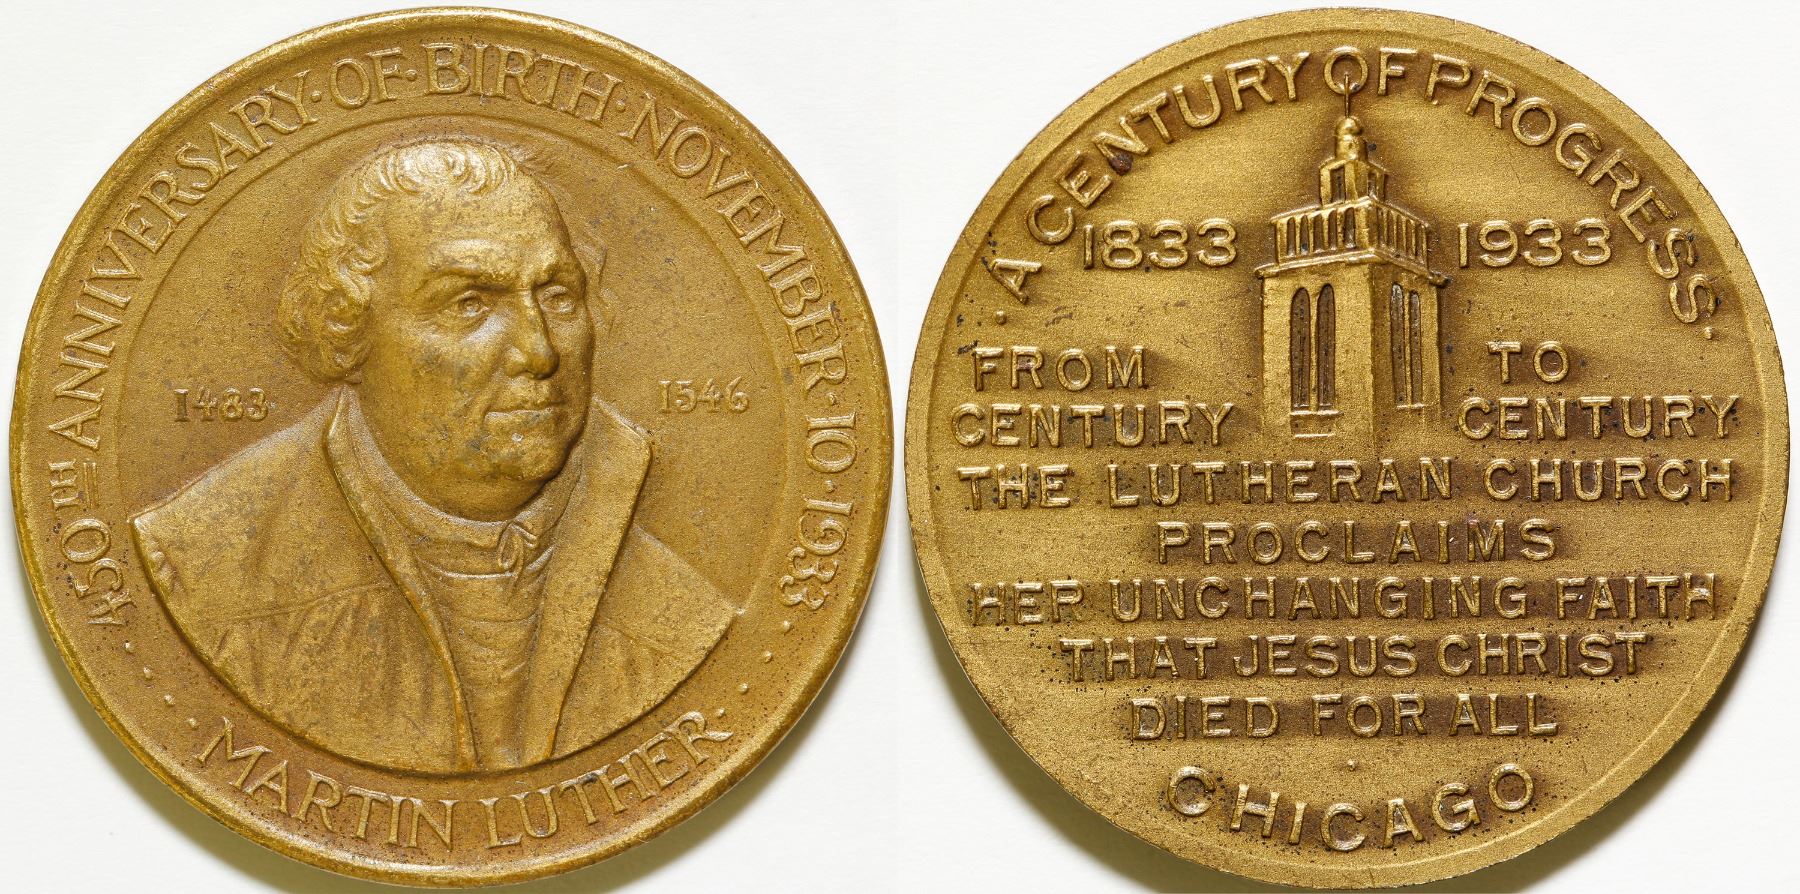 450TH ANNIVERSARY·OF·BIRTH·NOVEMBER·10·1933
1483
1546
MARTIN LUTHER
A CENTURY OF PROGRESS
1833 1933
FROM TO
CENTURY CENTURY
THE LUTHERAN CHURCH
PROCLAIMS
HER UNCHANGING FAITH
THAT JESUS CHRIST
DIED FOR ALL
CHICAGO